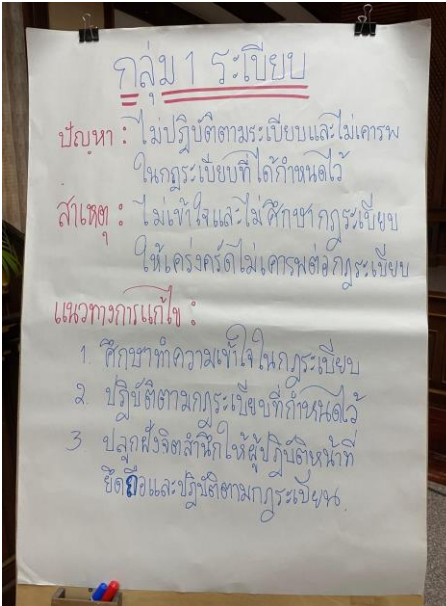 กลุ่ม 1 ระเบียบ
ปัญหา : ไม่ปฏิบัติตามระเบียบและไม่เคารพ
ในกฎระเบียบที่ได้กำหนดไว้
สาเหตุ : ไม่เข้าใจและไม่ศึกษากฎระเบียบ
ให้เคร่งครัดไม่เคารพต่อกฎระเบียบ
แนวทางการแก้ไข :
1. ศึกษาทำความเข้าใจในกฎระเบียบ
2. ปฏิบัติตามกฎระเบียบที่กำหนดไว้
3. ปลูกฝังจิตสำนึกให้ผู้ปฏิบัติหน้าที่
ยึดถือและปฏิบัติตามกฎระเบียบ.